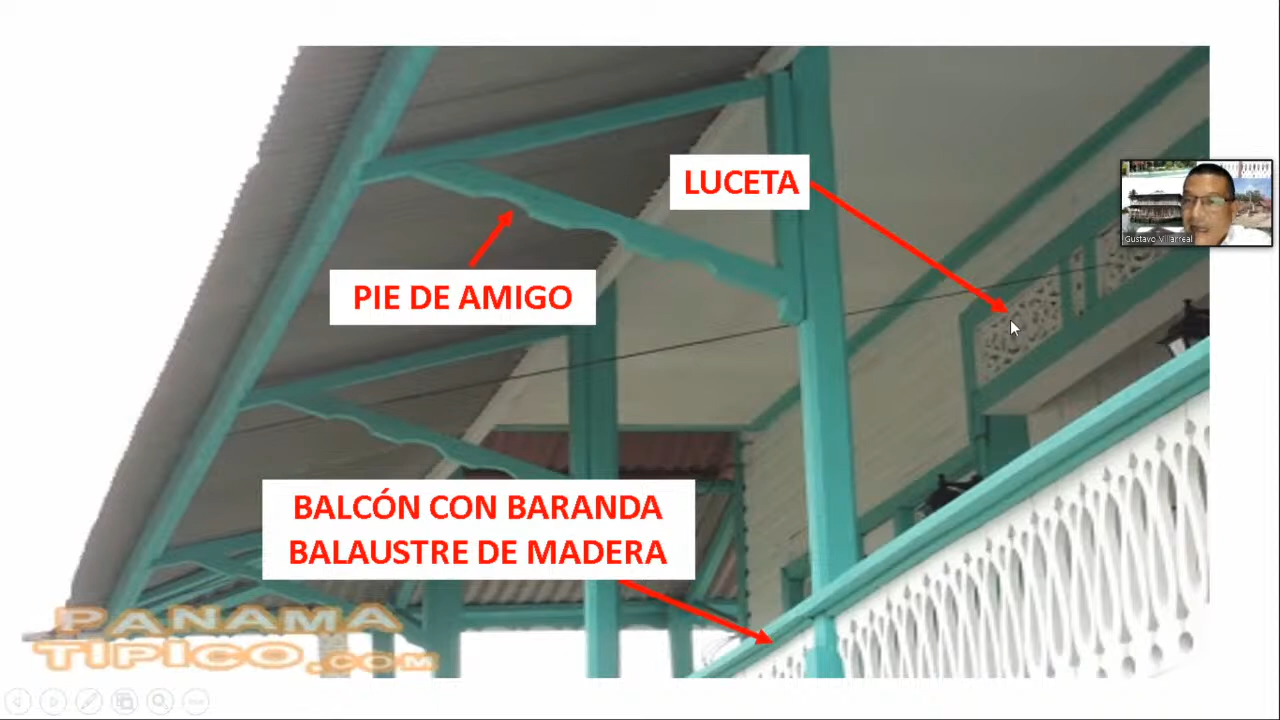 LUCETA
PIE DE AMIGO
BALCÓN CON BARANDA
BALAUSTRE DE MADERA
PANAMA
TIPICO.COM
Gustavo Villarreal